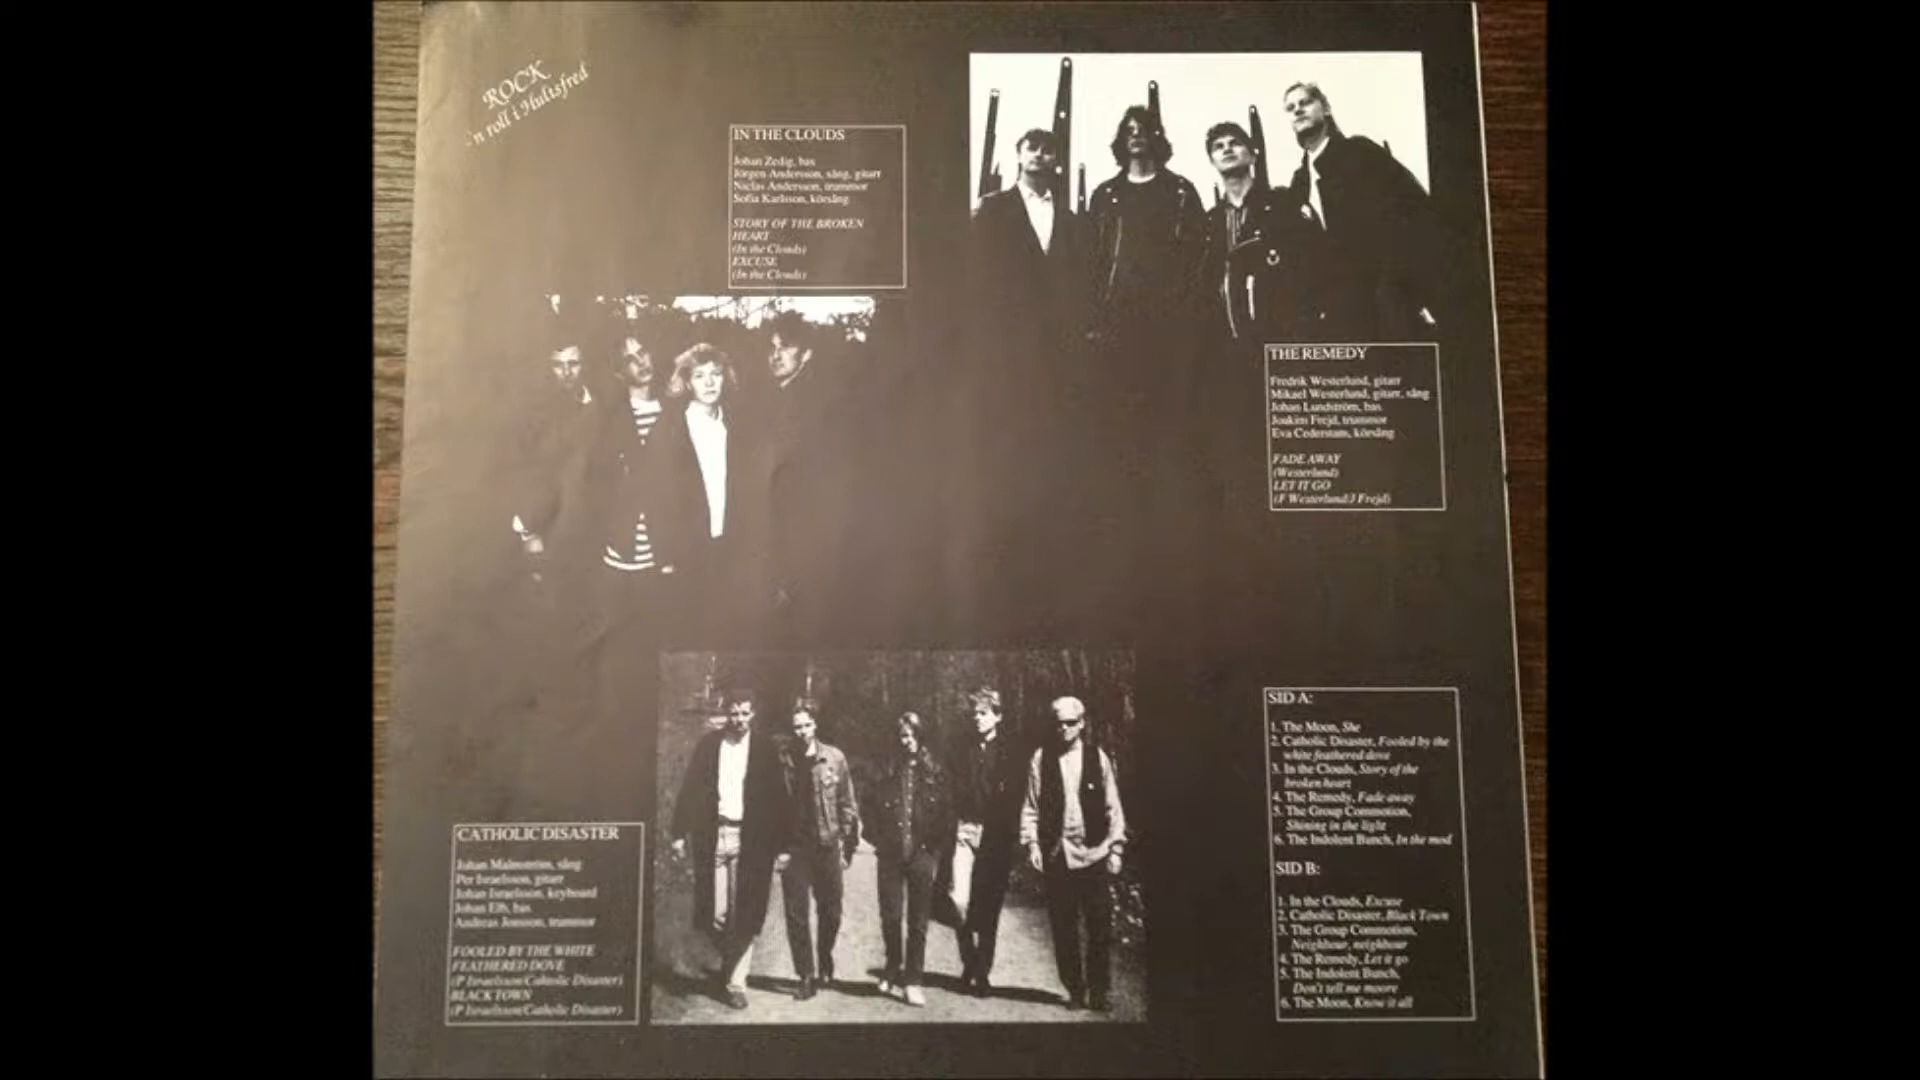 ROCK
'n roll i Hultsfred
IN THE CLOUDS
Johan Zedig, bas
Jörgen Andersson, sång, gitarr
Niclas Andersson, trummor
Sofia Karlsson, körsång
STORY OF THE BROKEN
HEART
(In the Clouds)
EXCUSE
(In the Clouds)
THE REMEDY
Fredrik Westerlund, gitarr
Mikael Westerlund, gitarr, sång
Johan Lundström, bas
Joakim Frejd, trummor
Eva Cederstam, körsång
FADE AWAY
(Westerlund)
LET IT GO
(F Westerlund/J Frejd)
CATHOLIC DISASTER
Johan Malmström, sång
Per Israelsson, gitarr
Johan Israelsson, keyboard
Johan Elb, bas
Andreas Jonsson, trummor
FOOLED BY THE WHITE
FEATHERED DOVE
(P Israelsson/Catholic Disaster)
BLACK TOWN
(P Israelsson/Catholic Disaster)
SID A:
1. The Moon, She
2. Catholic Disaster, Fooled by the
white feathered dove
3. In the Clouds, Story of the
broken heart
4. The Remedy, Fade away
5. The Group Commotion,
Shining in the light
6. The Indolent Bunch, In the mod
SID B:
1. In the Clouds, Excuse
2. Catholic Disaster, Black Town
3. The Group Commotion,
Neighbour, neighbour
4. The Remedy, Let it go
5. The Indolent Bunch,
Don't tell me moore
6. The Moon, Know it all